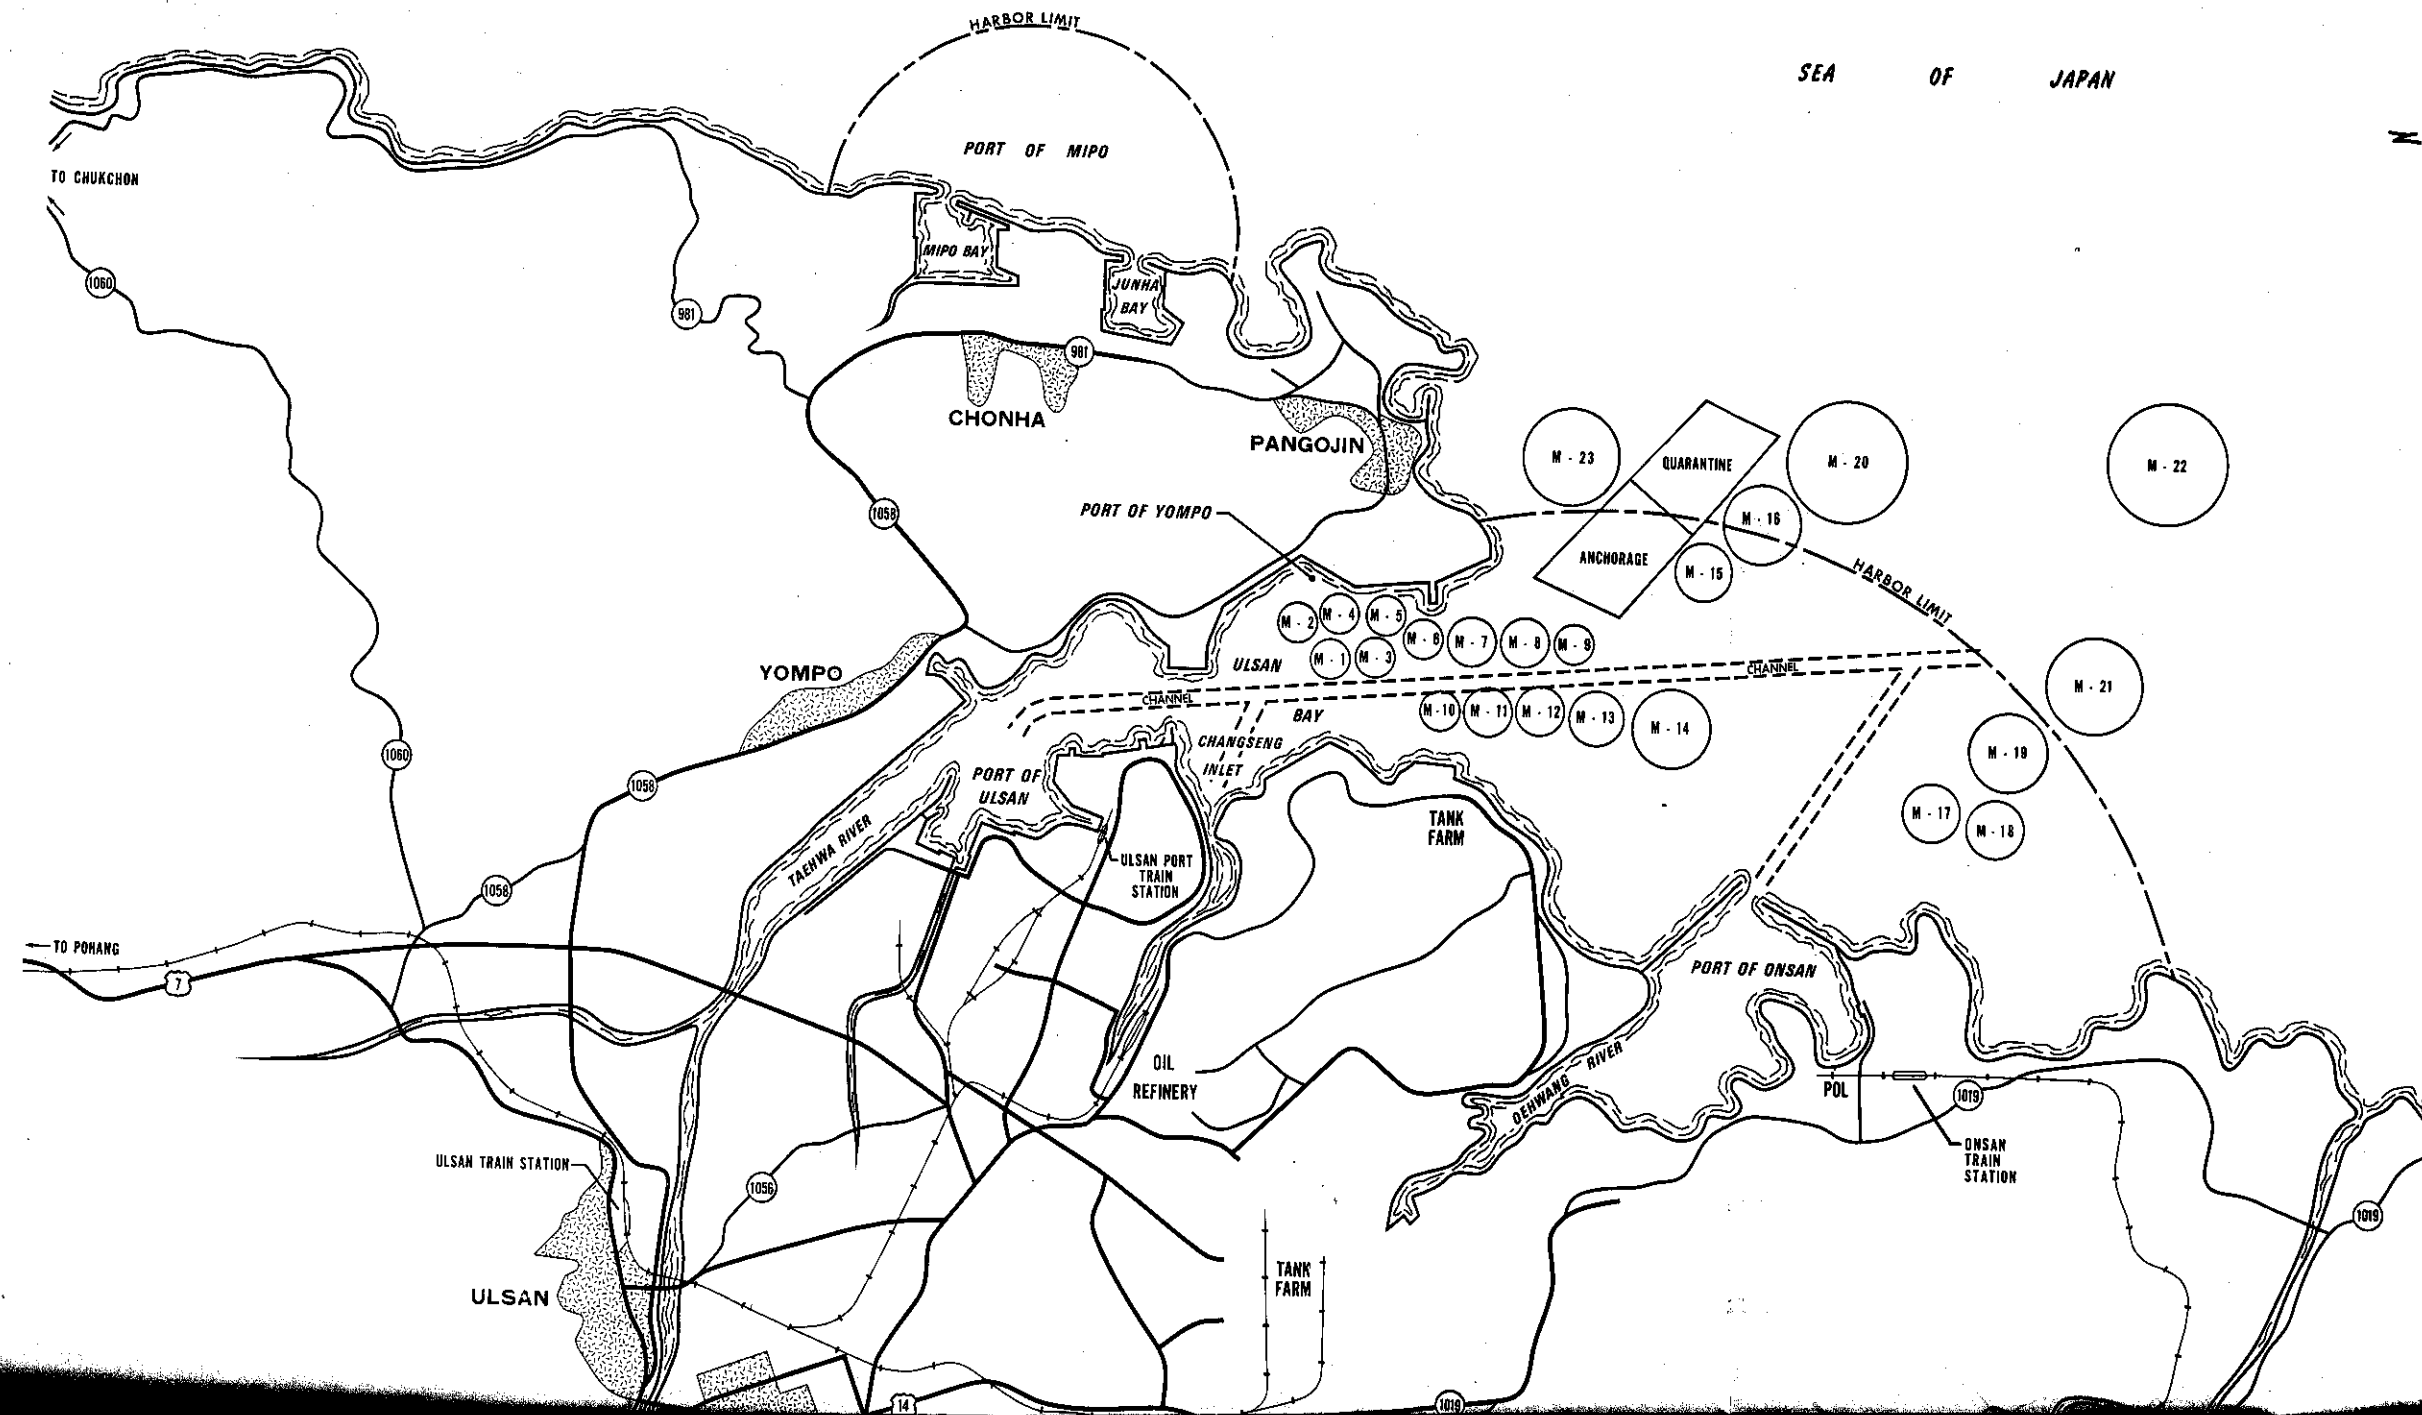 HARBOR LIMIT
SEA OF JAPAN
PORT OF MIPO
N
TO CHUKCHON
MIPO BAY
JUNHA
BAY
1060
981
981
CHONHA
PANGOJIN
M - 23
QUARANTINE
M - 20
M - 22
PORT OF YOMPO
1058
M - 16
ANCHORAGE
M - 15
HARBOR LIMIT
M - 2
M - 4
M - 5
M - 6
M - 7
M - 8
M - 9
M - 1
M - 3
YOMPO
ULSAN
CHANNEL
M - 21
CHANNEL
BAY
M - 10
M - 11
M - 12
M - 13
M - 14
CHANGSENG
INLET
1060
1058
PORT OF
ULSAN
M - 19
M - 17
M - 18
TANK
FARM
TAEHWA RIVER
ULSAN PORT
TRAIN
STATION
1058
TO POHANG
7
PORT OF ONSAN
OIL
REFINERY
OEHWANG RIVER
POL
1019
ONSAN
TRAIN
STATION
ULSAN TRAIN STATION
1056
1019
TANK
FARM
ULSAN
14
1019